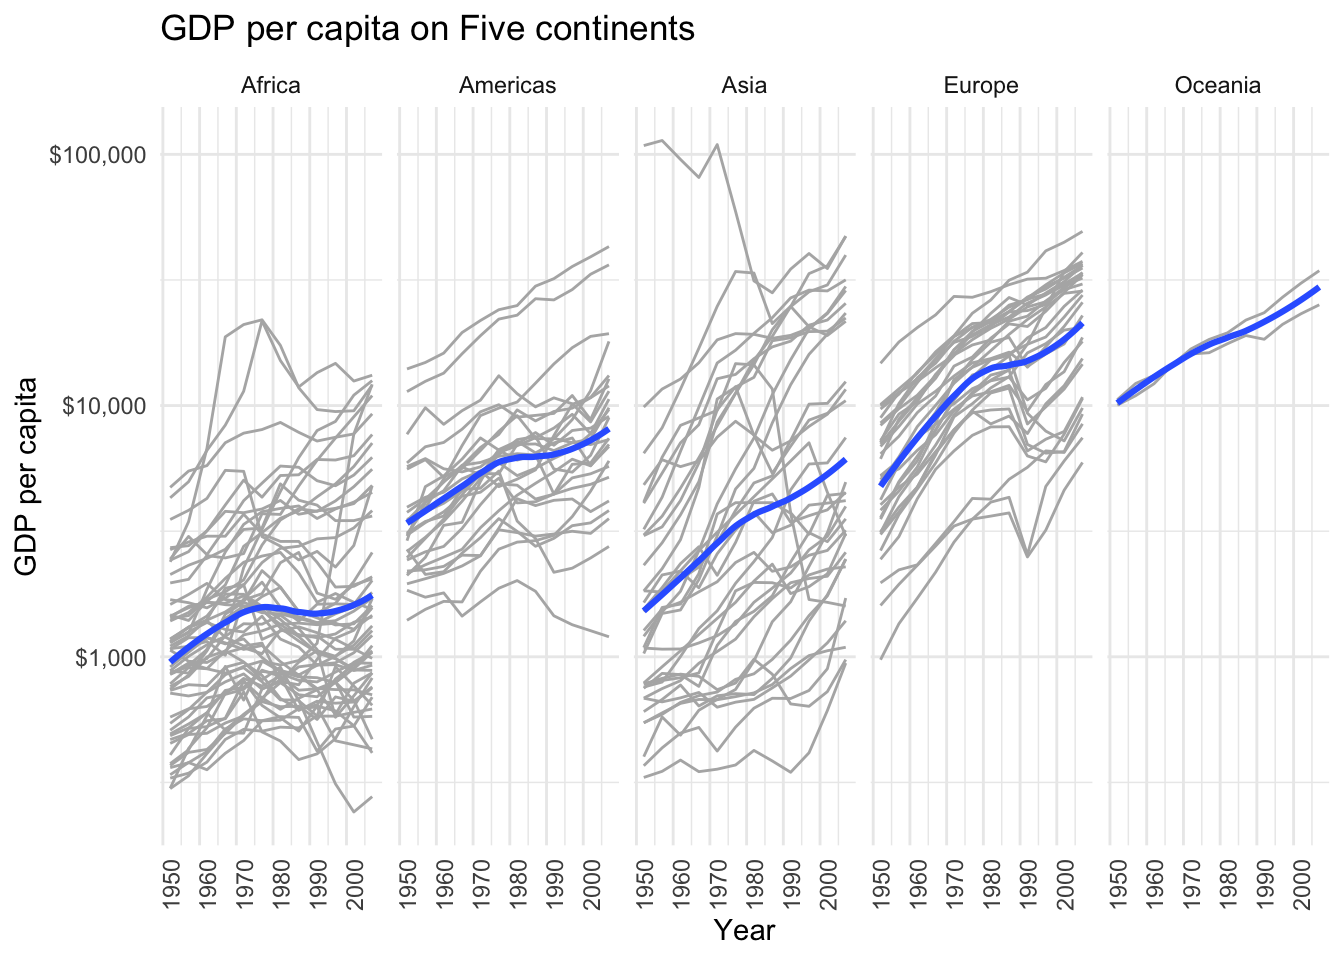 GDP per capita on Five continents
Africa Americas Asia Europe Oceania
$100,000
$10,000
$1,000
GDP per capita
1950 1960 1970 1980 1990 2000 1950 1960 1970 1980 1990 2000 1950 1960 1970 1980 1990 2000 1950 1960 1970 1980 1990 2000 1950 1960 1970 1980 1990 2000
Year